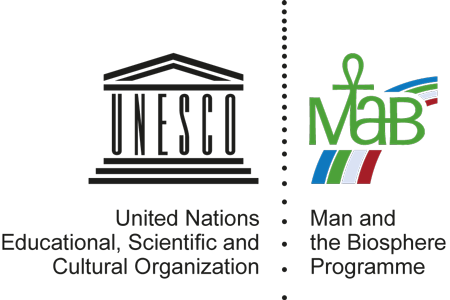 UNESCO
United Nations
Educational, Scientific and
Cultural Organization
MaB
Man and
the Biosphere
Programme